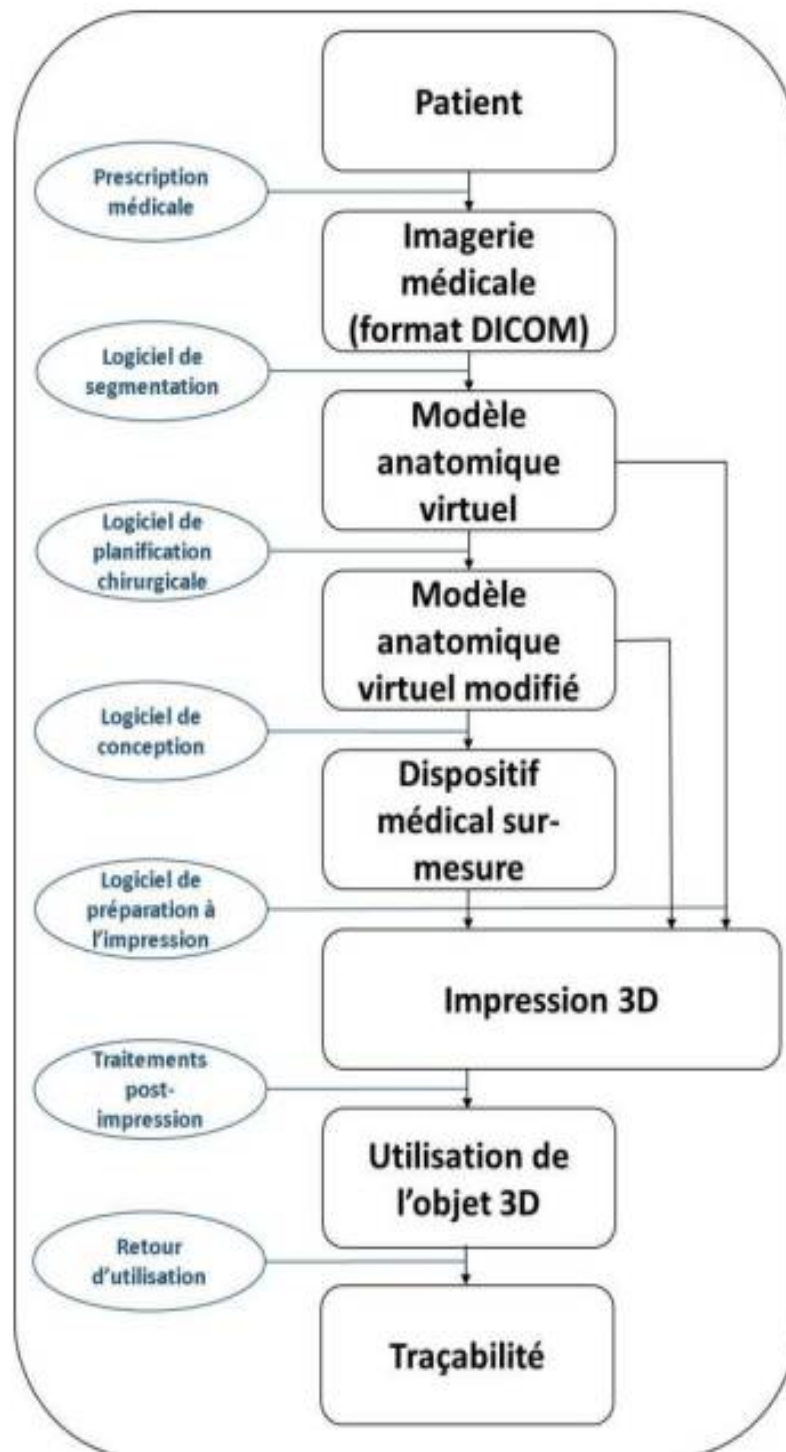 Patient
Prescription
médicale
Imagerie
médicale
(format DICOM)
Logiciel de
segmentation
Modèle
anatomique
virtuel
Logiciel de
planification
chirurgicale
Modèle
anatomique
virtuel modifié
Logiciel de
conception
Dispositif
médical sur-
mesure
Logiciel de
préparation à
l'impression
Impression 3D
Traitements
post-
impression
Utilisation de
l'objet 3D
Retour
d'utilisation
Traçabilité